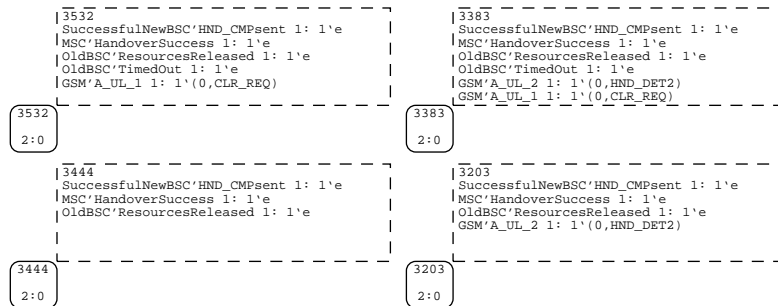 3532
SuccessfulNewBSC'HND_CMPsent 1: 1`e
MSC'HandoverSuccess 1: 1`e
OldBSC'ResourcesReleased 1: 1`e
OldBSC'TimedOut 1: 1`e
GSM'A_UL_1 1: 1`(0,CLR_REQ)
3532
2:0
3383
SuccessfulNewBSC'HND_CMPsent 1: 1`e
MSC'HandoverSuccess 1: 1`e
OldBSC'ResourcesReleased 1: 1`e
OldBSC'TimedOut 1: 1`e
GSM'A_UL_2 1: 1`(0,HND_DET2)
GSM'A_UL_1 1: 1`(0,CLR_REQ)
3383
2:0
3444
SuccessfulNewBSC'HND_CMPsent 1: 1`e
MSC'HandoverSuccess 1: 1`e
OldBSC'ResourcesReleased 1: 1`e
3444
2:0
3203
SuccessfulNewBSC'HND_CMPsent 1: 1`e
MSC'HandoverSuccess 1: 1`e
OldBSC'ResourcesReleased 1: 1`e
GSM'A_UL_2 1: 1`(0,HND_DET2)
3203
2:0